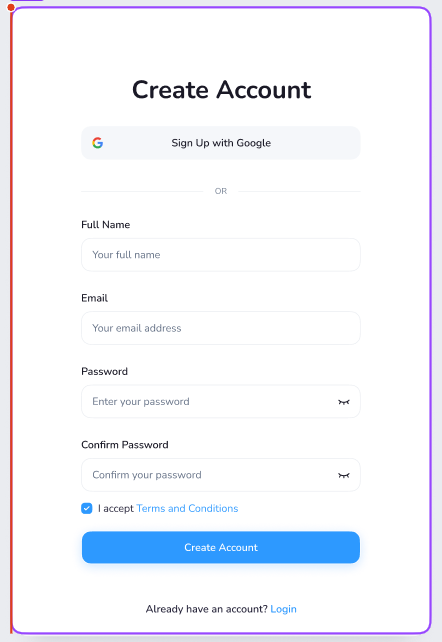 Create Account
Sign Up with Google
OR
Full Name
Your full name
Email
Your email address
Password
Enter your password
Confirm Password
Confirm your password
I accept Terms and Conditions
Create Account
Already have an account? Login